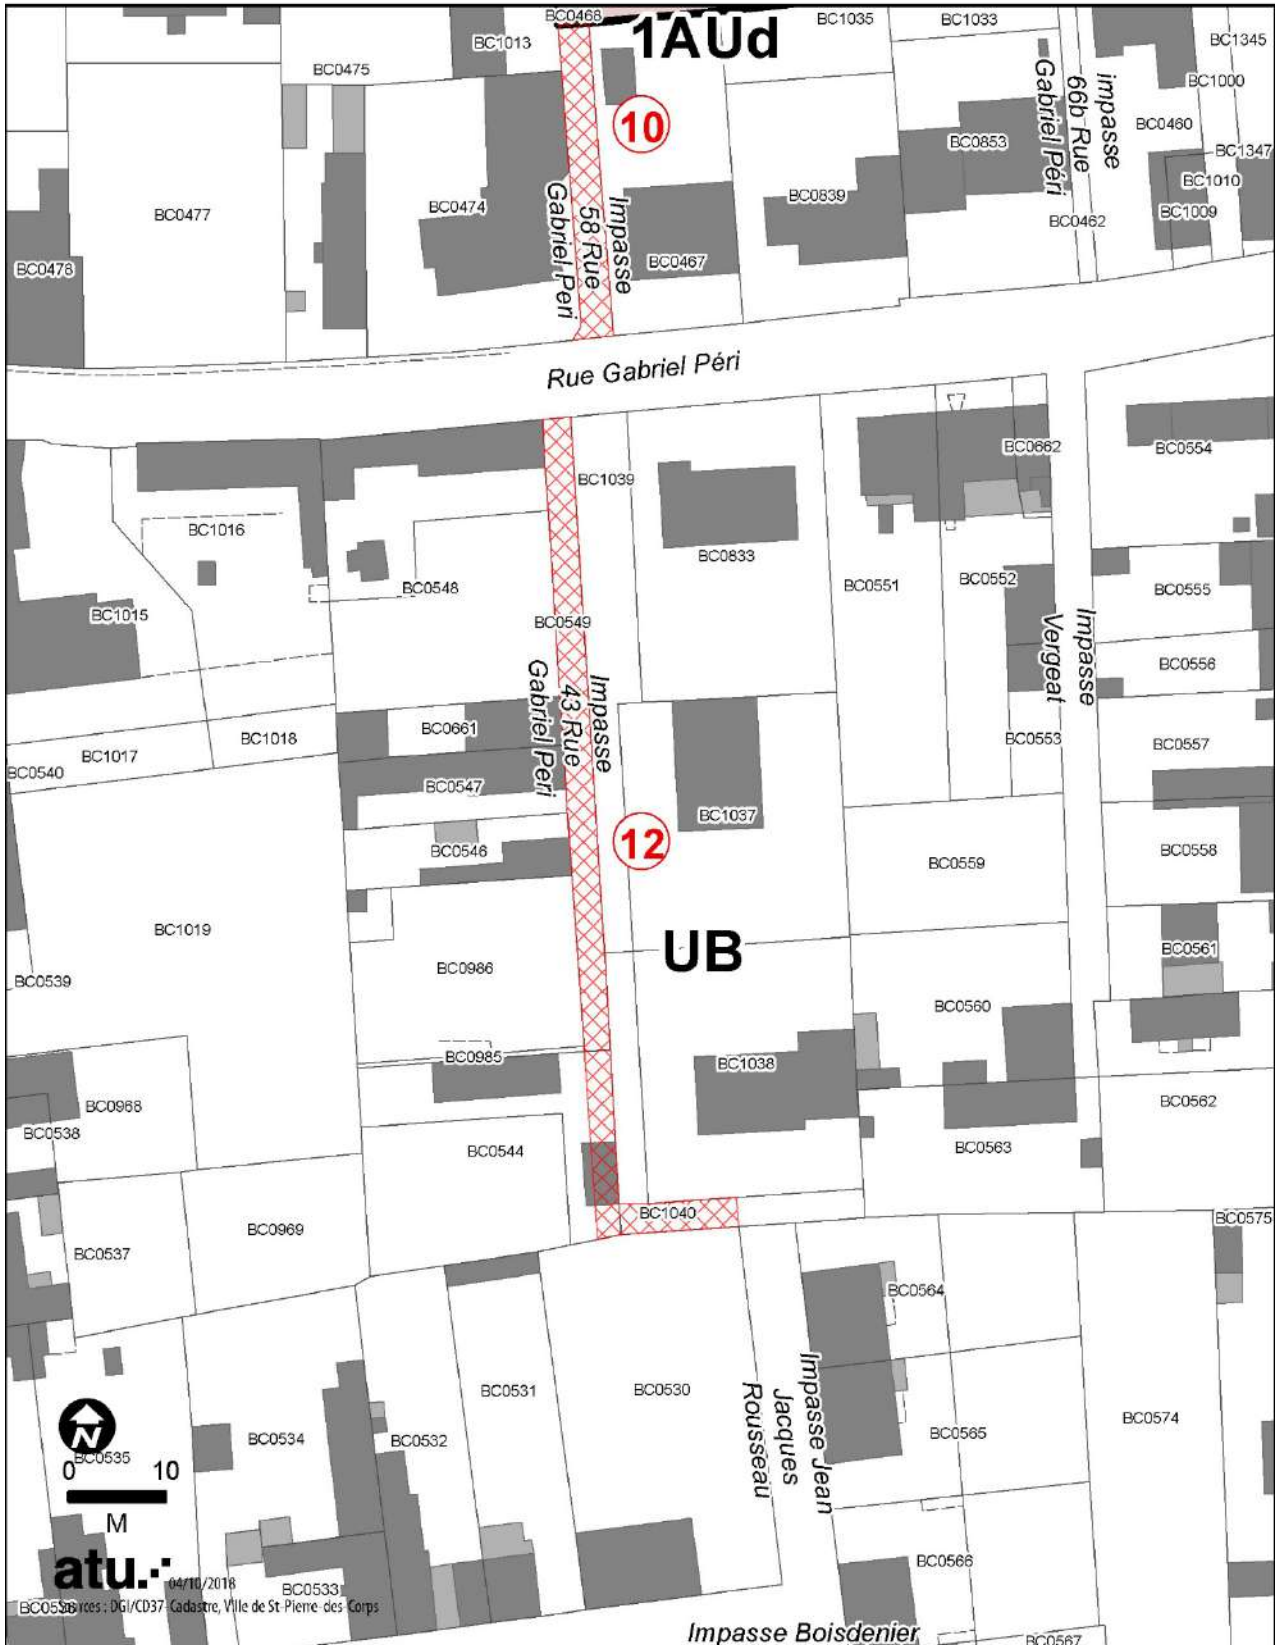 BC0468
1AUd
BC1035
BC1033
BC1345
BC1013
BC0475
BC1000
10
impasse
66b Rue
Gabriel Péri
BC0460
BC0853
BC1347
BC1010
BC0477
BC0474
Impasse
58 Rue
Gabriel Peri
BC0839
BC1009
BC0462
BC0476
BC0467
Rue Gabriel Péri
BC0662
BC0554
BC1039
BC1016
BC0833
BC0548
BC0551
BC0552
BC0555
BC1015
BC0549
Impasse
Vergeat
BC0556
Impasse
43 Rue
Gabriel Peri
BC0661
BC1018
BC1017
BC0553
BC0557
BC0540
BC0547
BC1037
12
BC0546
BC0559
BC0558
BC1019
UB
BC0561
BC0986
BC0539
BC0560
BC0985
BC1038
BC0968
BC0562
BC0538
BC0544
BC0563
BC1040
BC0969
BC0575
BC0537
BC0564
BC0531
BC0530
Impasse Jean
Jacques
Rousseau
BC0574
BC0534
BC0532
BC0565
N
BC0535
0 10
M
BC0566
atu.
04/10/2018
BC0533
Sources : DGI/CD37-Cadastre, Ville de St-Pierre-des-Corps
Impasse Boisdenier
BC0567